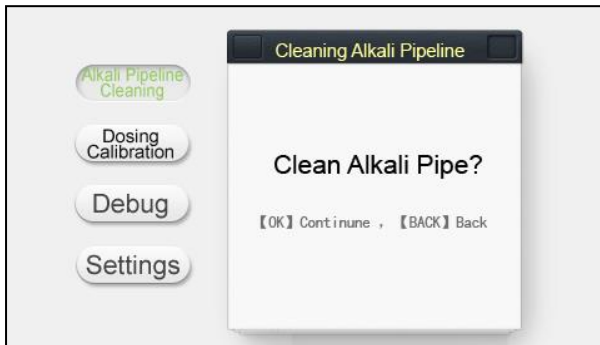 Alkali Pipeline
Cleaning
Dosing
Calibration
Debug
Settings
Cleaning Alkali Pipeline
Clean Alkali Pipe?
【OK】Continune , 【BACK】Back